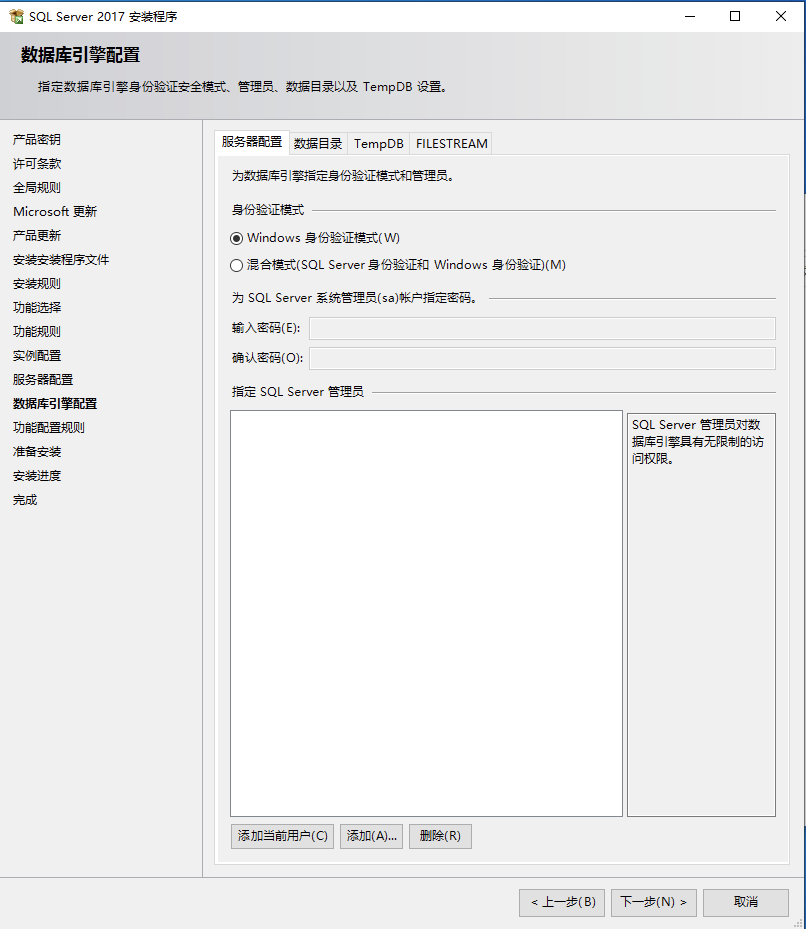 SQL Server 2017 安装程序
数据库引擎配置
指定数据库引擎身份验证安全模式、管理员、数据目录以及 TempDB 设置。
产品密钥
许可条款
全局规则
Microsoft 更新
产品更新
安装安装程序文件
安装规则
功能选择
功能规则
实例配置
服务器配置
数据库引擎配置
功能配置规则
准备安装
安装进度
完成
服务器配置 数据目录 TempDB FILESTREAM
为数据库引擎指定身份验证模式和管理员。
身份验证模式
Windows 身份验证模式(W)
混合模式(SQL Server 身份验证和 Windows 身份验证)(M)
为 SQL Server 系统管理员(sa)帐户指定密码。
输入密码(E):
确认密码(O):
指定 SQL Server 管理员
SQL Server 管理员对数
据库引擎具有无限制的访
问权限。
添加当前用户(C) 添加(A)... 删除(R)
< 上一步(B) 下一步(N) > 取消